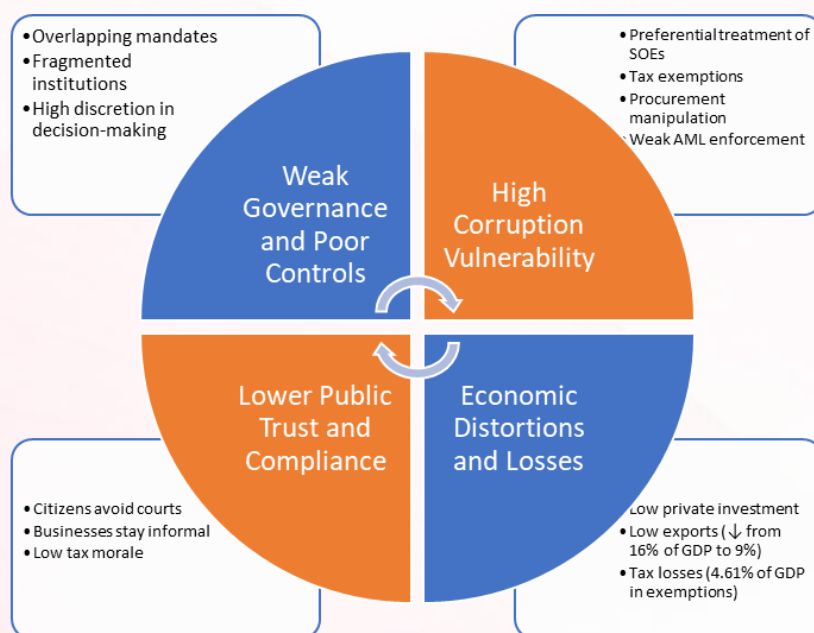 •Overlapping mandates
•Fragmented
institutions
•High discretion in
decision-making
•Preferential treatment of
SOEs
•Tax exemptions
•Procurement
manipulation
•Weak AML enforcement
Weak
Governance
and Poor
Controls
High
Corruption
Vulnerability
Lower Public
Trust and
Compliance
Economic
Distortions
and Losses
•Citizens avoid courts
•Businesses stay informal
•Low tax morale
Low private investment
•Low exports (↓ from
16% of GDP to 9%)
•Tax losses (4.61% of GDP
in exemptions)